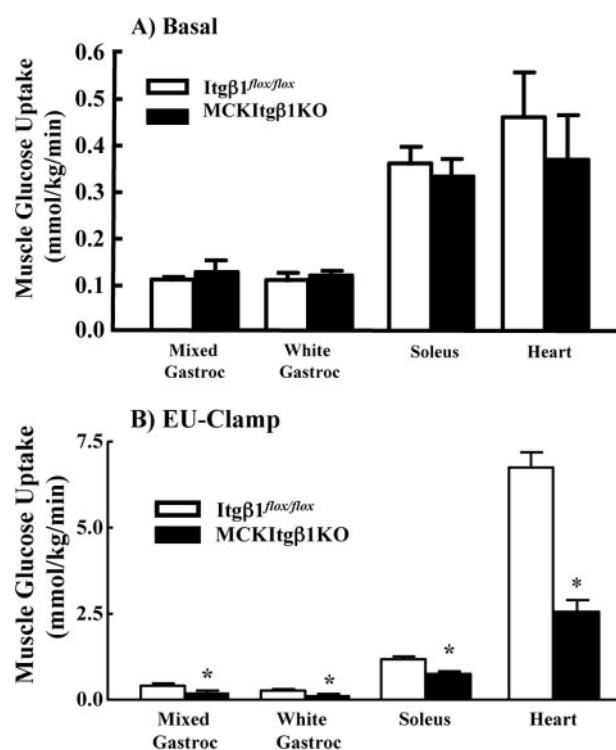 A) Basal
Itgβ1flox/flox
MCKItgβ1KO
Muscle Glucose Uptake
(mmol/kg/min)
0.6
0.5
0.4
0.3
0.2
0.1
0.0
Mixed
Gastroc
White
Gastroc
Soleus
Heart
B) EU-Clamp
Itgβ1flox/flox
MCKItgβ1KO
Muscle Glucose Uptake
(mmol/kg/min)
7.5
5.0
2.5
0.0
*
*
*
*
Mixed
Gastroc
White
Gastroc
Soleus
Heart